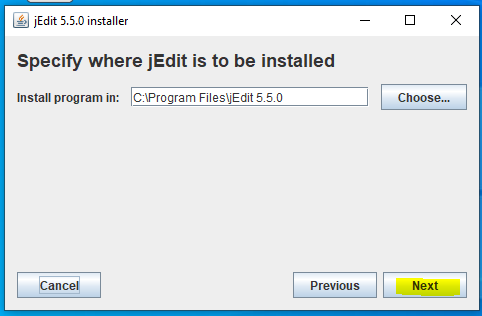 jEdit 5.5.0 installer
Specify where jEdit is to be installed
Install program in: C:\Program Files\jEdit 5.5.0 Choose...
Cancel Previous Next